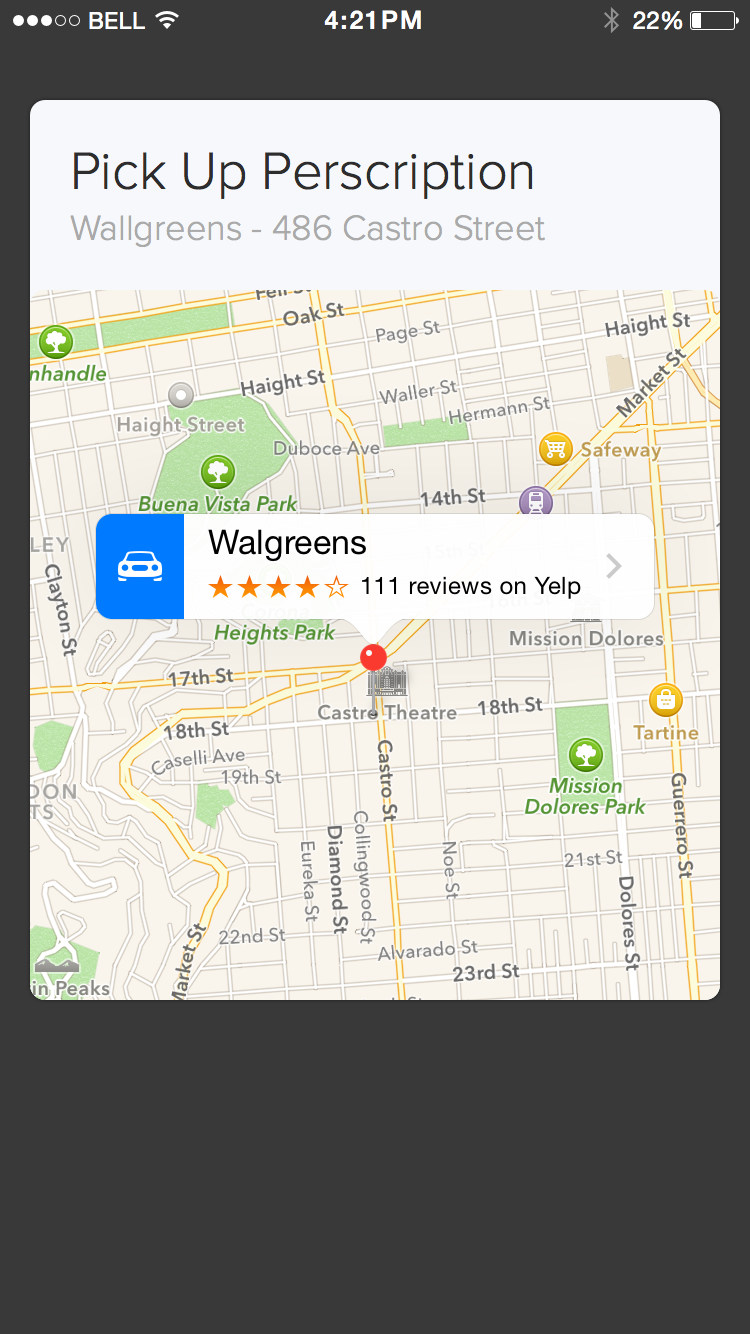 BELL 4:21PM 22%
Pick Up Perscription
Wallgreens - 486 Castro Street
Fell St
Oak St
Page St
Haight St
nhandle
Haight St
Market St
Waller St
Haight Street
Hermann St
Duboce Ave
Safeway
14th St
Buena Vista Park
LEY
Walgreens
Clayton St
111 reviews on Yelp
Heights Park
Mission Dolores
17th St
Castro Theatre
18th St
18th St
Tartine
Caselli Ave
19th St
Castro St
Mission
Dolores Park
DON
TS
Guerrero St
Collingwood St
Diamond St
Eureka St
Noe St
21st St
Dolores St
22nd St
Market St
Alvarado St
23rd St
in Peaks